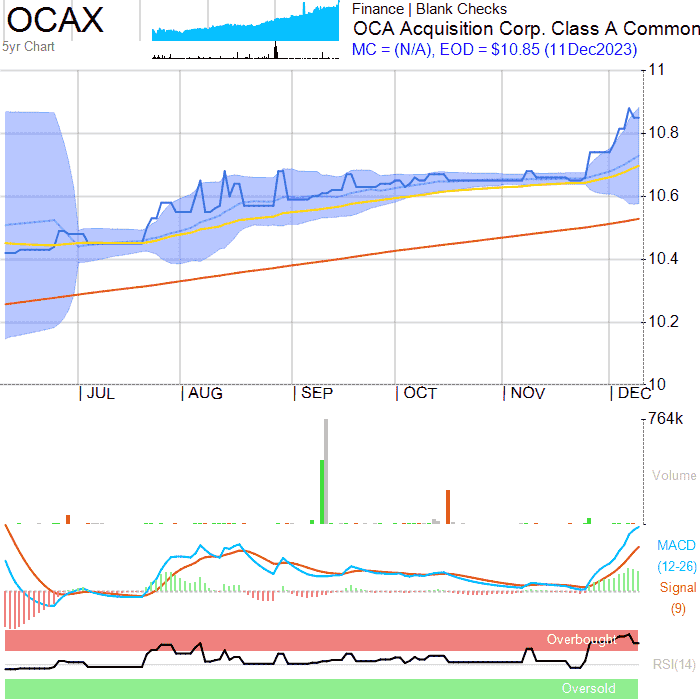 OCAX
5yr Chart
Finance | Blank Checks
OCA Acquisition Corp. Class A Common
MC = (N/A), EOD = $10.85 (11Dec2023)
11
10.8
10.6
10.4
10.2
10
| JUL | AUG | SEP | OCT | NOV | DEC
764k
Volume
MACD
(12-26)
Signal
(9)
Overbought
RSI(14)
Oversold